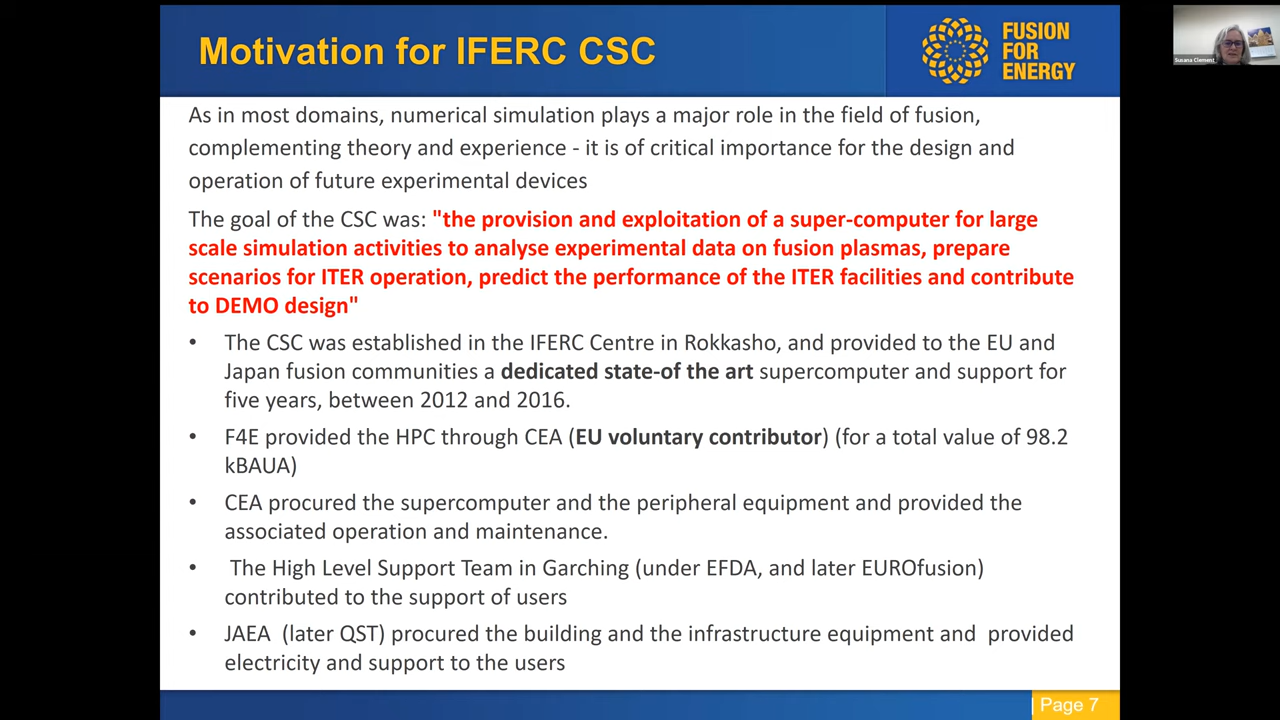 Motivation for IFERC CSC
FUSION
FOR
ENERGY
Susana Clement
As in most domains, numerical simulation plays a major role in the field of fusion,
complementing theory and experience - it is of critical importance for the design and
operation of future experimental devices
The goal of the CSC was: "the provision and exploitation of a super-computer for large
scale simulation activities to analyse experimental data on fusion plasmas, prepare
scenarios for ITER operation, predict the performance of the ITER facilities and contribute
to DEMO design"
• The CSC was established in the IFERC Centre in Rokkasho, and provided to the EU and
Japan fusion communities a dedicated state-of the art supercomputer and support for
five years, between 2012 and 2016.
• F4E provided the HPC through CEA (EU voluntary contributor) (for a total value of 98.2
kBAUA)
• CEA procured the supercomputer and the peripheral equipment and provided the
associated operation and maintenance.
• The High Level Support Team in Garching (under EFDA, and later EUROfusion)
contributed to the support of users
• JAEA (later QST) procured the building and the infrastructure equipment and provided
electricity and support to the users
| Page 7